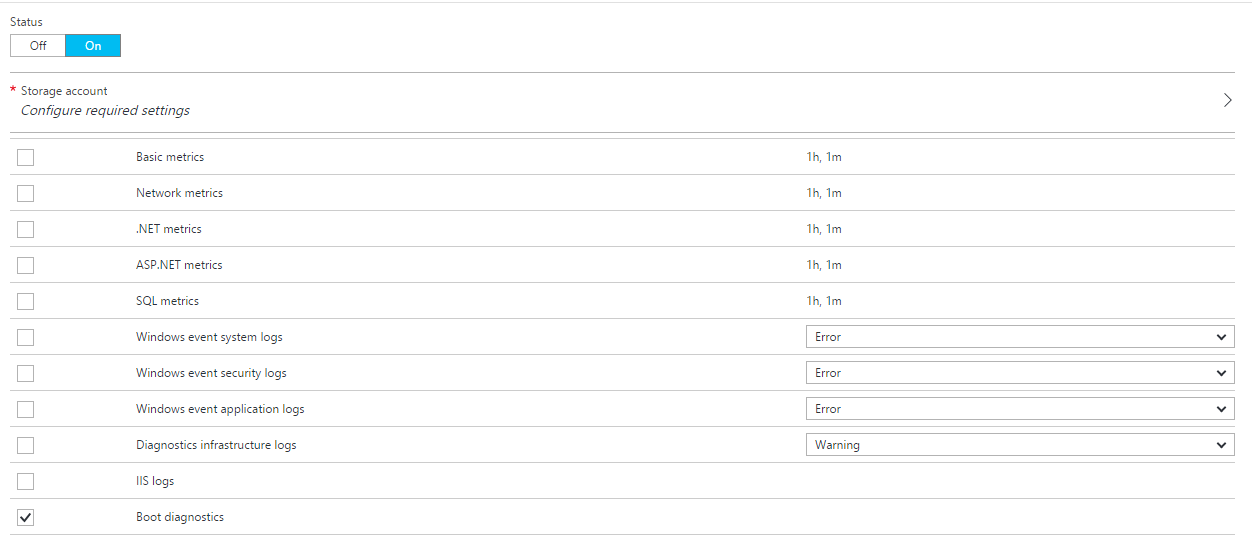 Status
Off On
* Storage account
Configure required settings
Basic metrics 1h, 1m
Network metrics 1h, 1m
.NET metrics 1h, 1m
ASP.NET metrics 1h, 1m
SQL metrics 1h, 1m
Windows event system logs Error
Windows event security logs Error
Windows event application logs Error
Diagnostics infrastructure logs Warning
IIS logs
Boot diagnostics